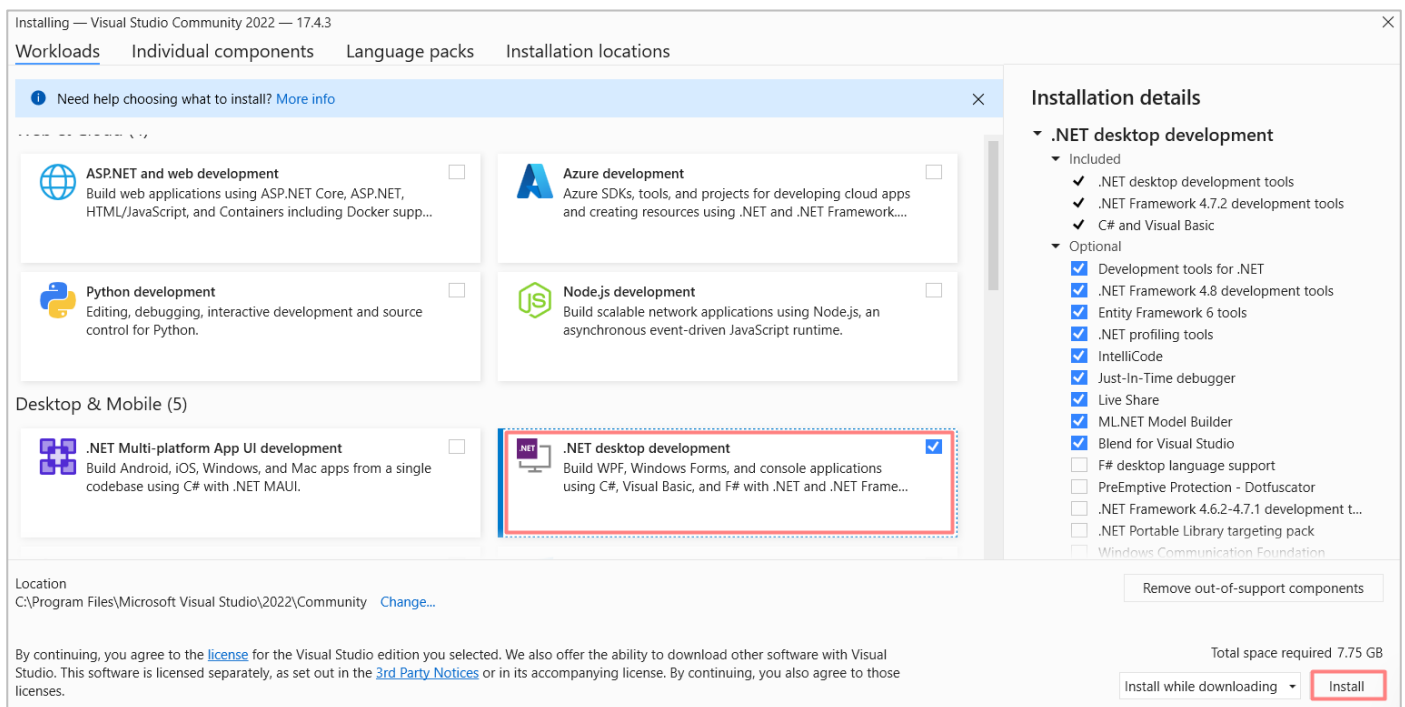 Installing — Visual Studio Community 2022 — 17.4.3
Workloads Individual components Language packs Installation locations
Need help choosing what to install? More info
ASP.NET and web development
Build web applications using ASP.NET Core, ASP.NET,
HTML/JavaScript, and Containers including Docker supp...
Azure development
Azure SDKs, tools, and projects for developing cloud apps
and creating resources using .NET and .NET Framework....
Python development
Editing, debugging, interactive development and source
control for Python.
Node.js development
Build scalable network applications using Node.js, an
asynchronous event-driven JavaScript runtime.
Desktop & Mobile (5)
.NET Multi-platform App UI development
Build Android, iOS, Windows, and Mac apps from a single
codebase using C# with .NET MAUI.
.NET
.NET desktop development
Build WPF, Windows Forms, and console applications
using C#, Visual Basic, and F# with .NET and .NET Frame...
Installation details
.NET desktop development
Included
.NET desktop development tools
.NET Framework 4.7.2 development tools
C# and Visual Basic
Optional
Development tools for .NET
.NET Framework 4.8 development tools
Entity Framework 6 tools
.NET profiling tools
IntelliCode
Just-In-Time debugger
Live Share
ML.NET Model Builder
Blend for Visual Studio
F# desktop language support
PreEmptive Protection - Dotfuscator
.NET Framework 4.6.2-4.7.1 development t...
.NET Portable Library targeting pack
Windows Communication Foundation
Location
C:\Program Files\Microsoft Visual Studio\2022\Community Change...
Remove out-of-support components
By continuing, you agree to the license for the Visual Studio edition you selected. We also offer the ability to download other software with Visual
Studio. This software is licensed separately, as set out in the 3rd Party Notices or in its accompanying license. By continuing, you also agree to those
licenses.
Total space required 7.75 GB
Install while downloading Install